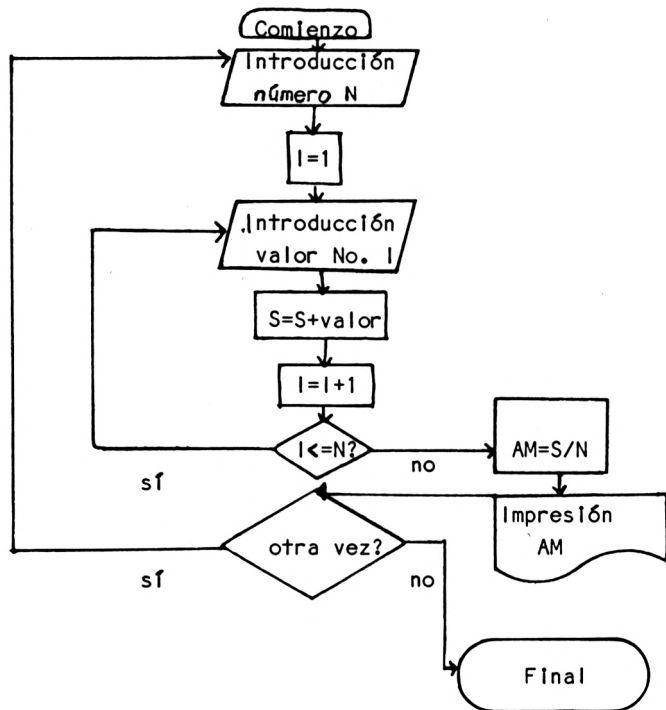 Comienzo
Introducción
número N
I=1
.Introducción
valor No. I
S=S+valor
I=I+1
I<=N?
no
AM=S/N
sí
Impresión
AM
otra vez?
sí
no
Final